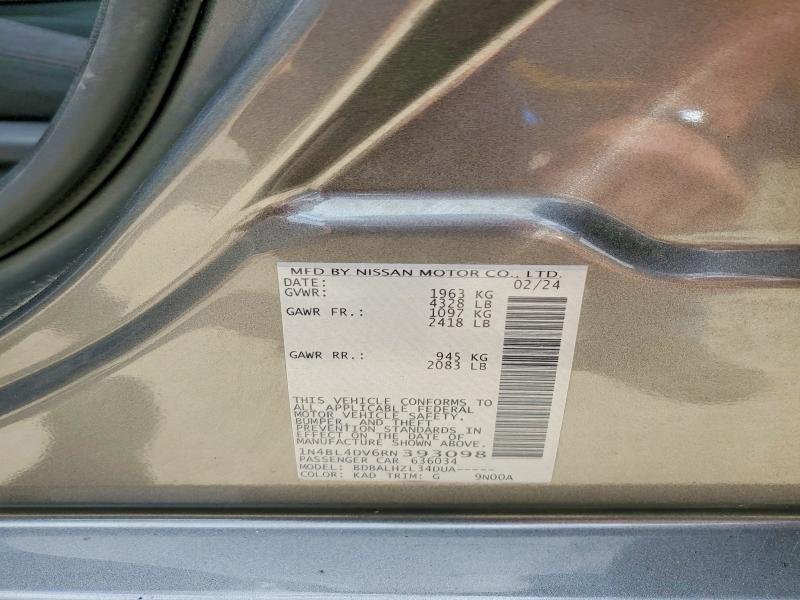 MFD BY NISSAN MOTOR CO., LTD.
DATE: 02/24
GVWR: 1963 KG
4328 LB
GAWR FR.: 1097 KG
2418 LB
GAWR RR.: 945 KG
2083 LB
THIS VEHICLE CONFORMS TO
ALL APPLICABLE FEDERAL
MOTOR VEHICLE SAFETY,
BUMPER, AND THEFT
PREVENTION STANDARDS IN
EFFECT ON THE DATE OF
MANUFACTURE SHOWN ABOVE.
1N4BL4DV6RN393098
PASSENGER CAR 636034
MODEL: BDBALHZL34DUA-----
COLOR: KAD TRIM: G 9N00A